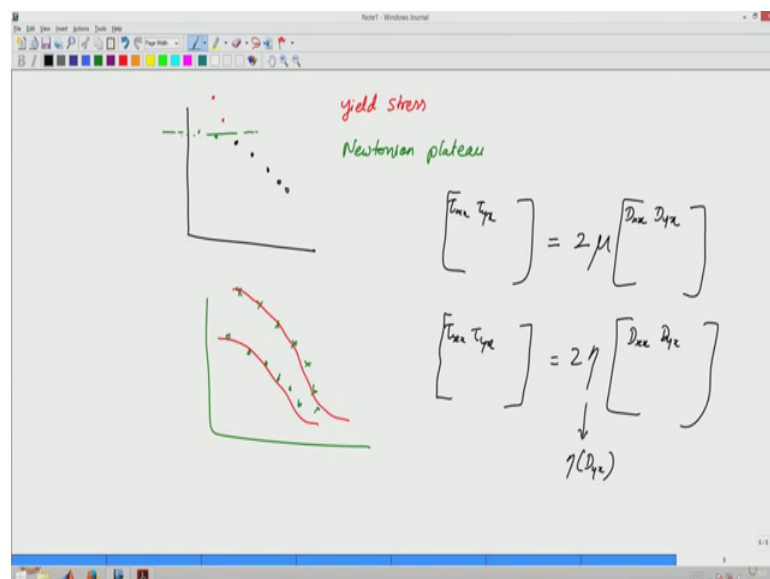 Note1 - Windows Journal
File Edit View Insert Actions Tools Help
Page Width
B I
yield stress
Newtonian plateau
[τxx τyx] = 2μ [Dxx Dyx]
[τxx τyx] = 2η [Dxx Dyx]
↓
η(Dyx)